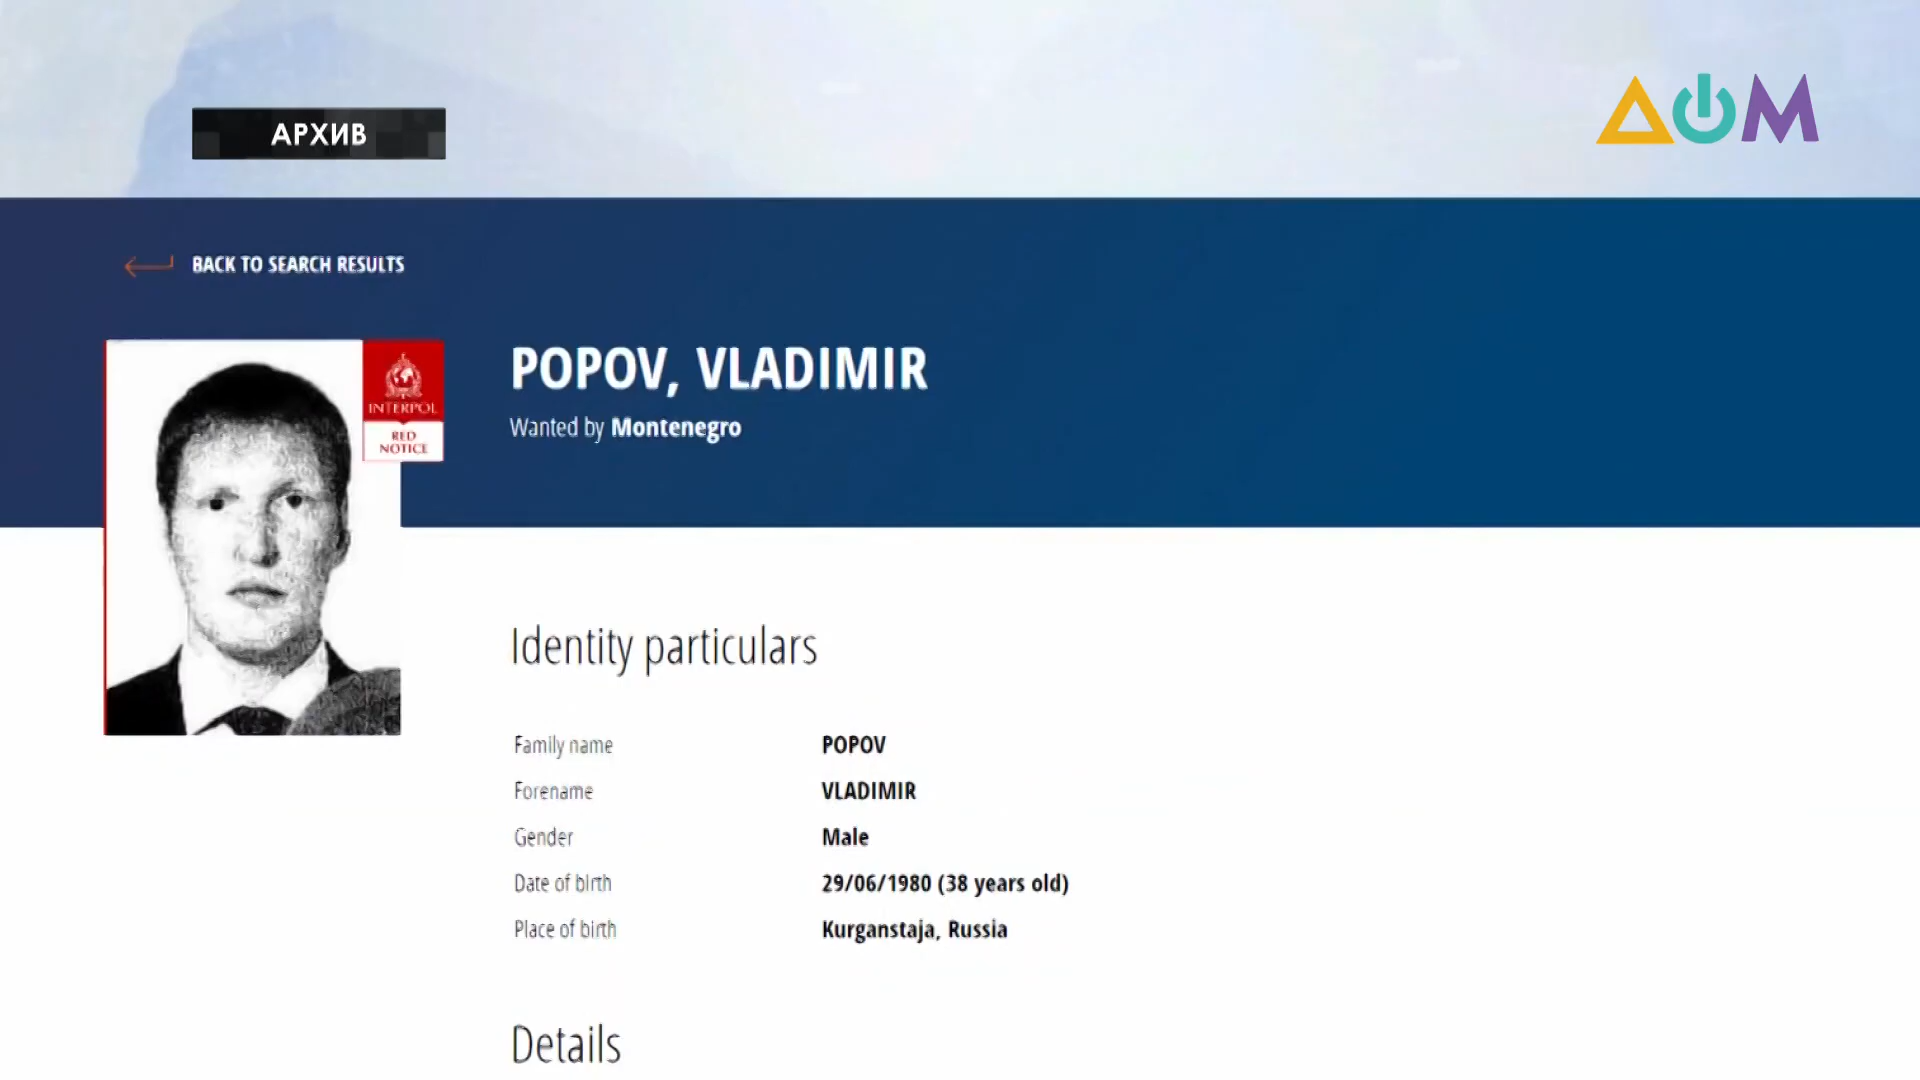 АРХИВ
ДОМ
BACK TO SEARCH RESULTS
INTERPOL
RED
NOTICE
POPOV, VLADIMIR
Wanted by Montenegro
Identity particulars
Family name POPOV
Forename VLADIMIR
Gender Male
Date of birth 29/06/1980 (38 years old)
Place of birth Kurganstaja, Russia
Details